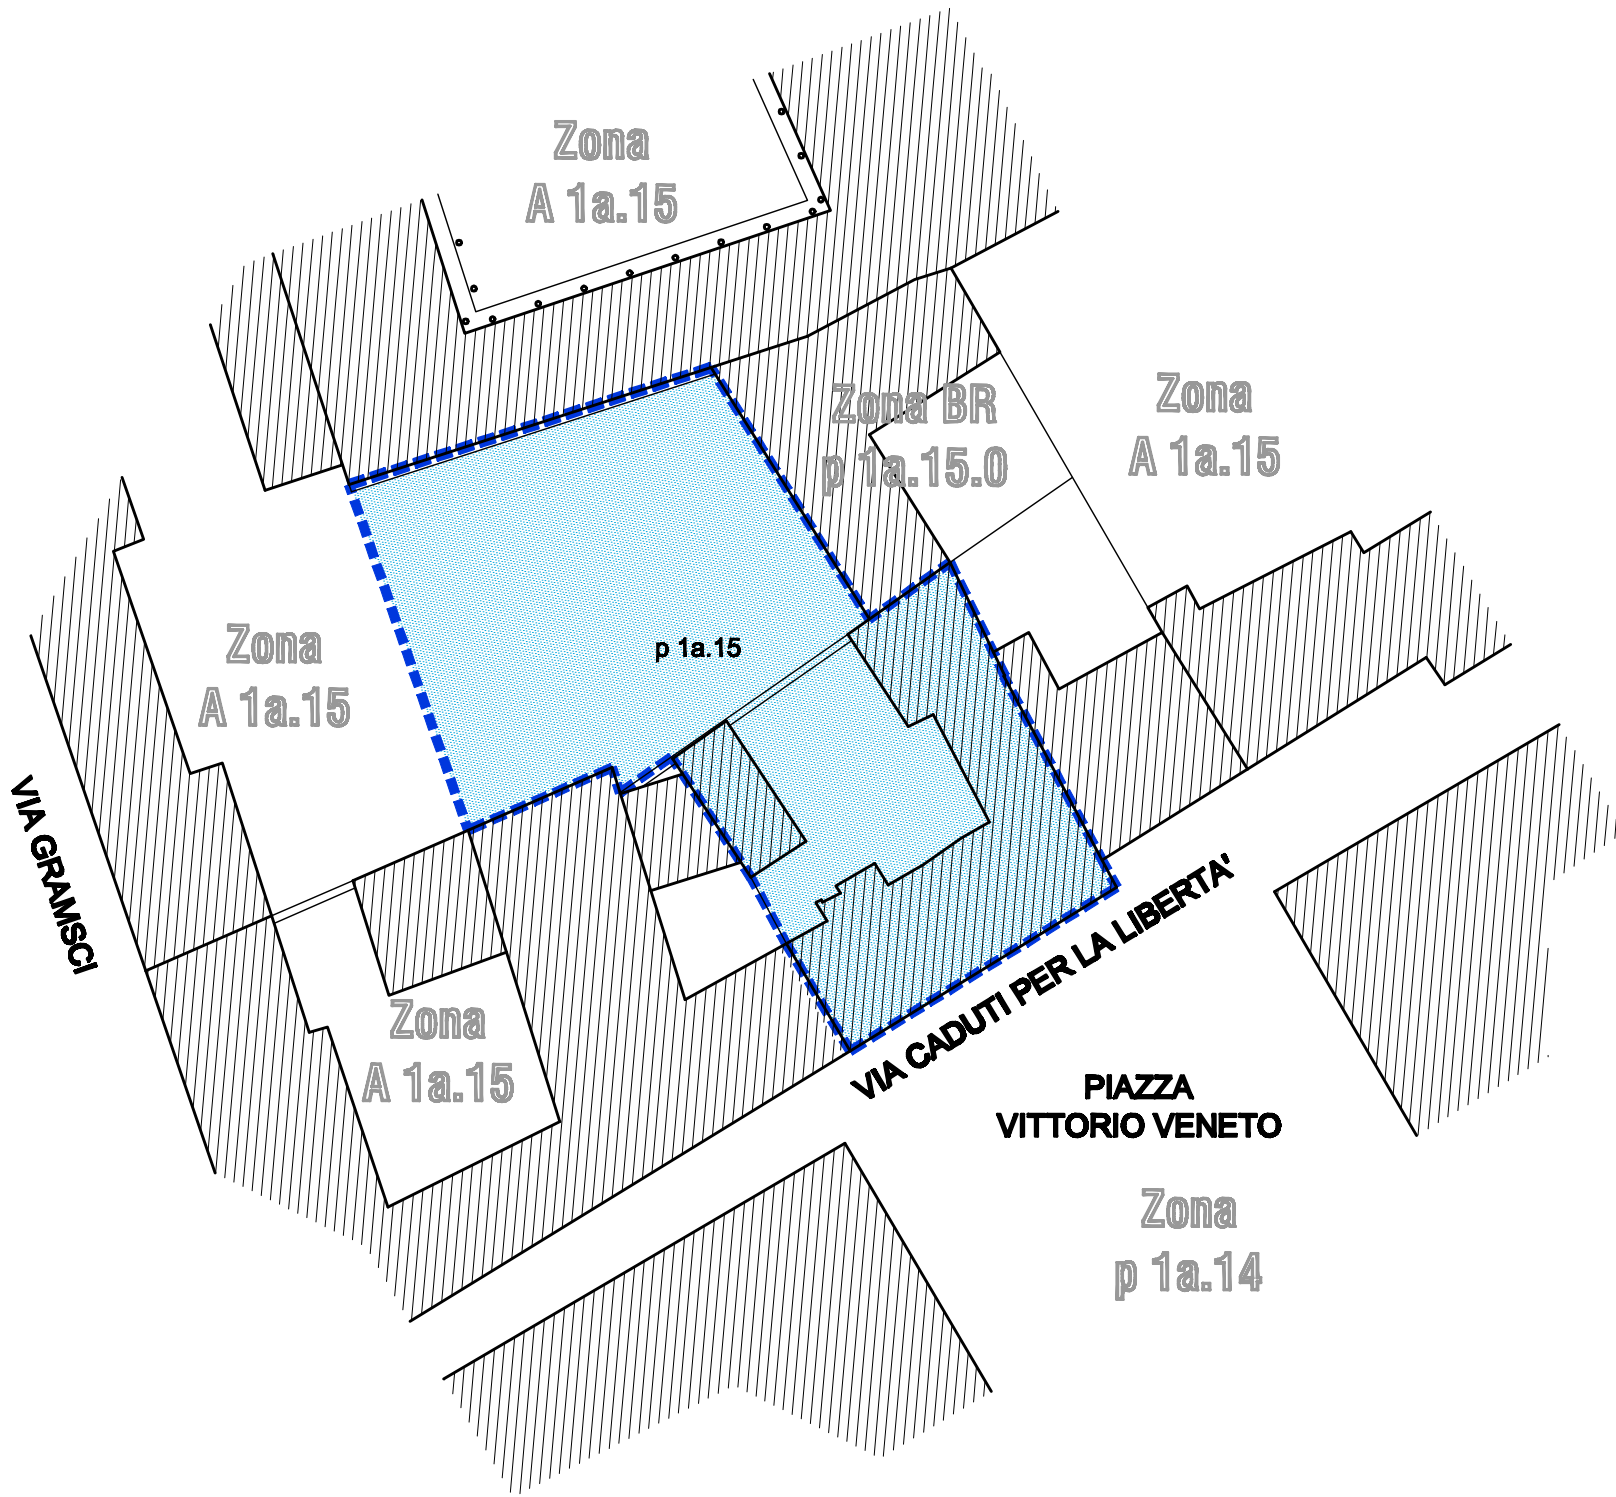 Zona
A 1a.15
Zona BR
p 1a.15.0
Zona
A 1a.15
Zona
A 1a.15
p 1a.15
VIA GRAMSCI
Zona
A 1a.15
VIA CADUTI PER LA LIBERTA'
PIAZZA
VITTORIO VENETO
Zona
p 1a.14